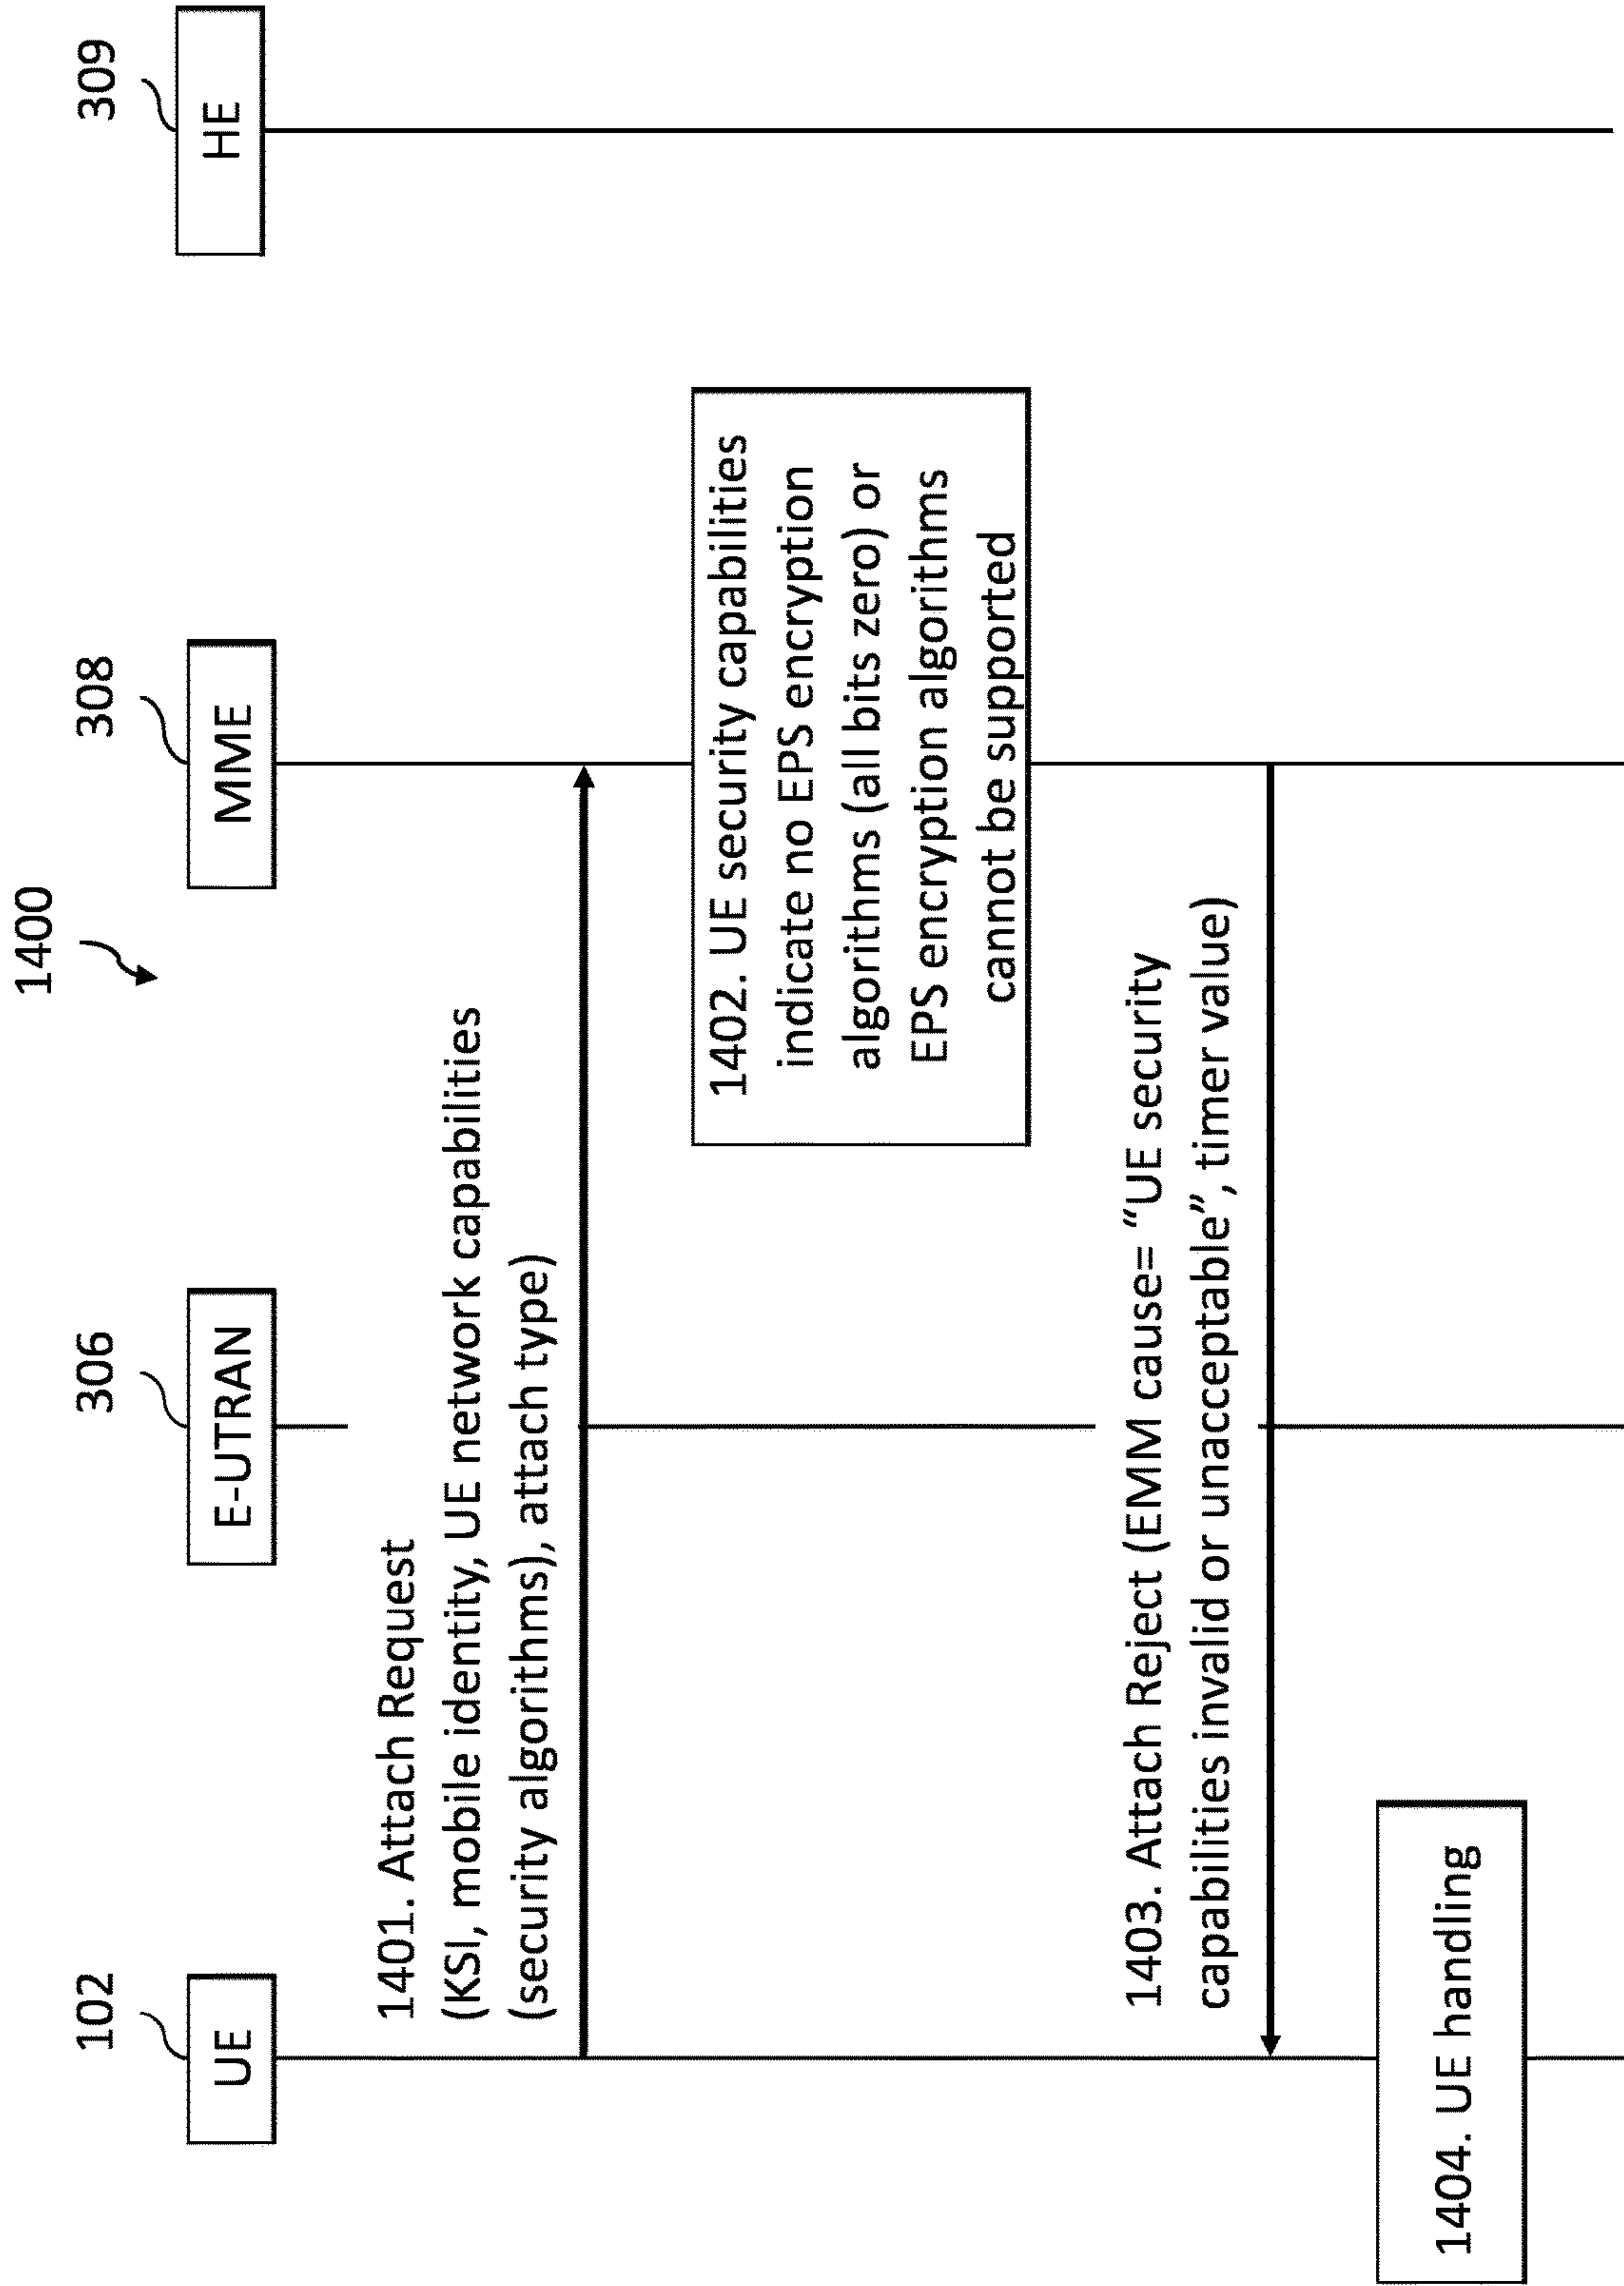 1400
102
306
308
309
UE
E-UTRAN
MME
HE
1401. Attach Request
(KSI, mobile identity, UE network capabilities
(security algorithms), attach type)
1402. UE security capabilities
indicate no EPS encryption
algorithms (all bits zero) or
EPS encryption algorithms
cannot be supported
1403. Attach Reject (EMM cause= “UE security
capabilities invalid or unacceptable”, timer value)
1404. UE handling